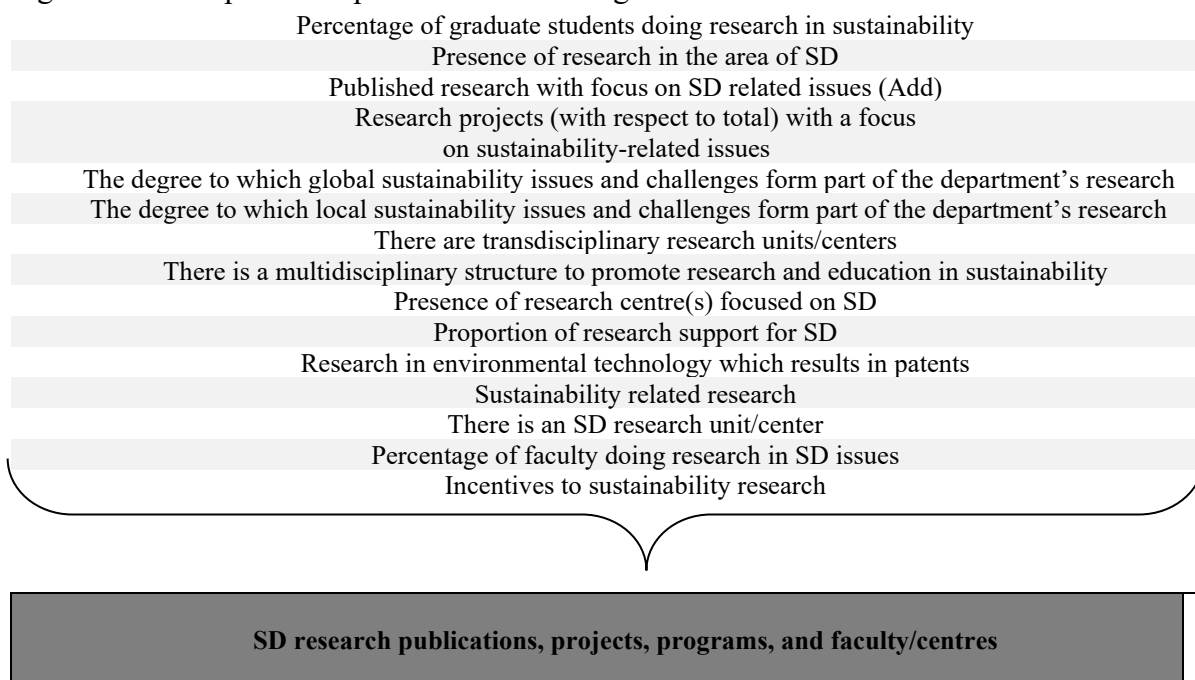 Percentage of graduate students doing research in sustainability
Presence of research in the area of SD
Published research with focus on SD related issues (Add)
Research projects (with respect to total) with a focus
on sustainability-related issues
The degree to which global sustainability issues and challenges form part of the department's research
The degree to which local sustainability issues and challenges form part of the department's research
There are transdisciplinary research units/centers
There is a multidisciplinary structure to promote research and education in sustainability
Presence of research centre(s) focused on SD
Proportion of research support for SD
Research in environmental technology which results in patents
Sustainability related research
There is an SD research unit/center
Percentage of faculty doing research in SD issues
Incentives to sustainability research
SD research publications, projects, programs, and faculty/centres